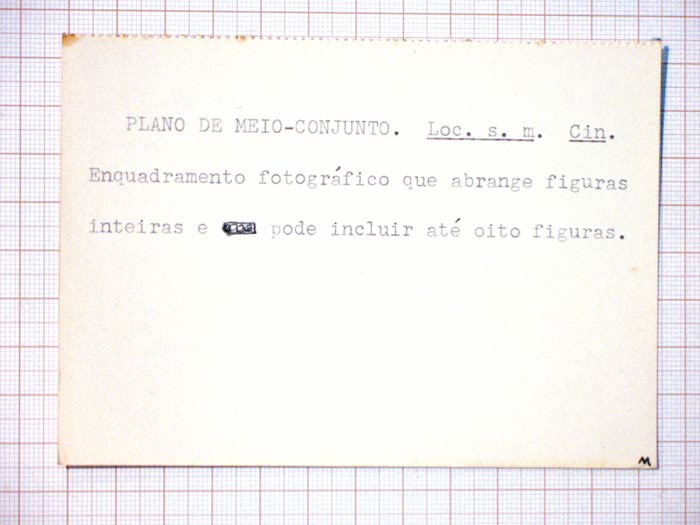 PLANO DE MEIO-CONJUNTO. Loc. s. m. Cin.
Enquadramento fotográfico que abrange figuras
inteiras e pode incluir até oito figuras.
M